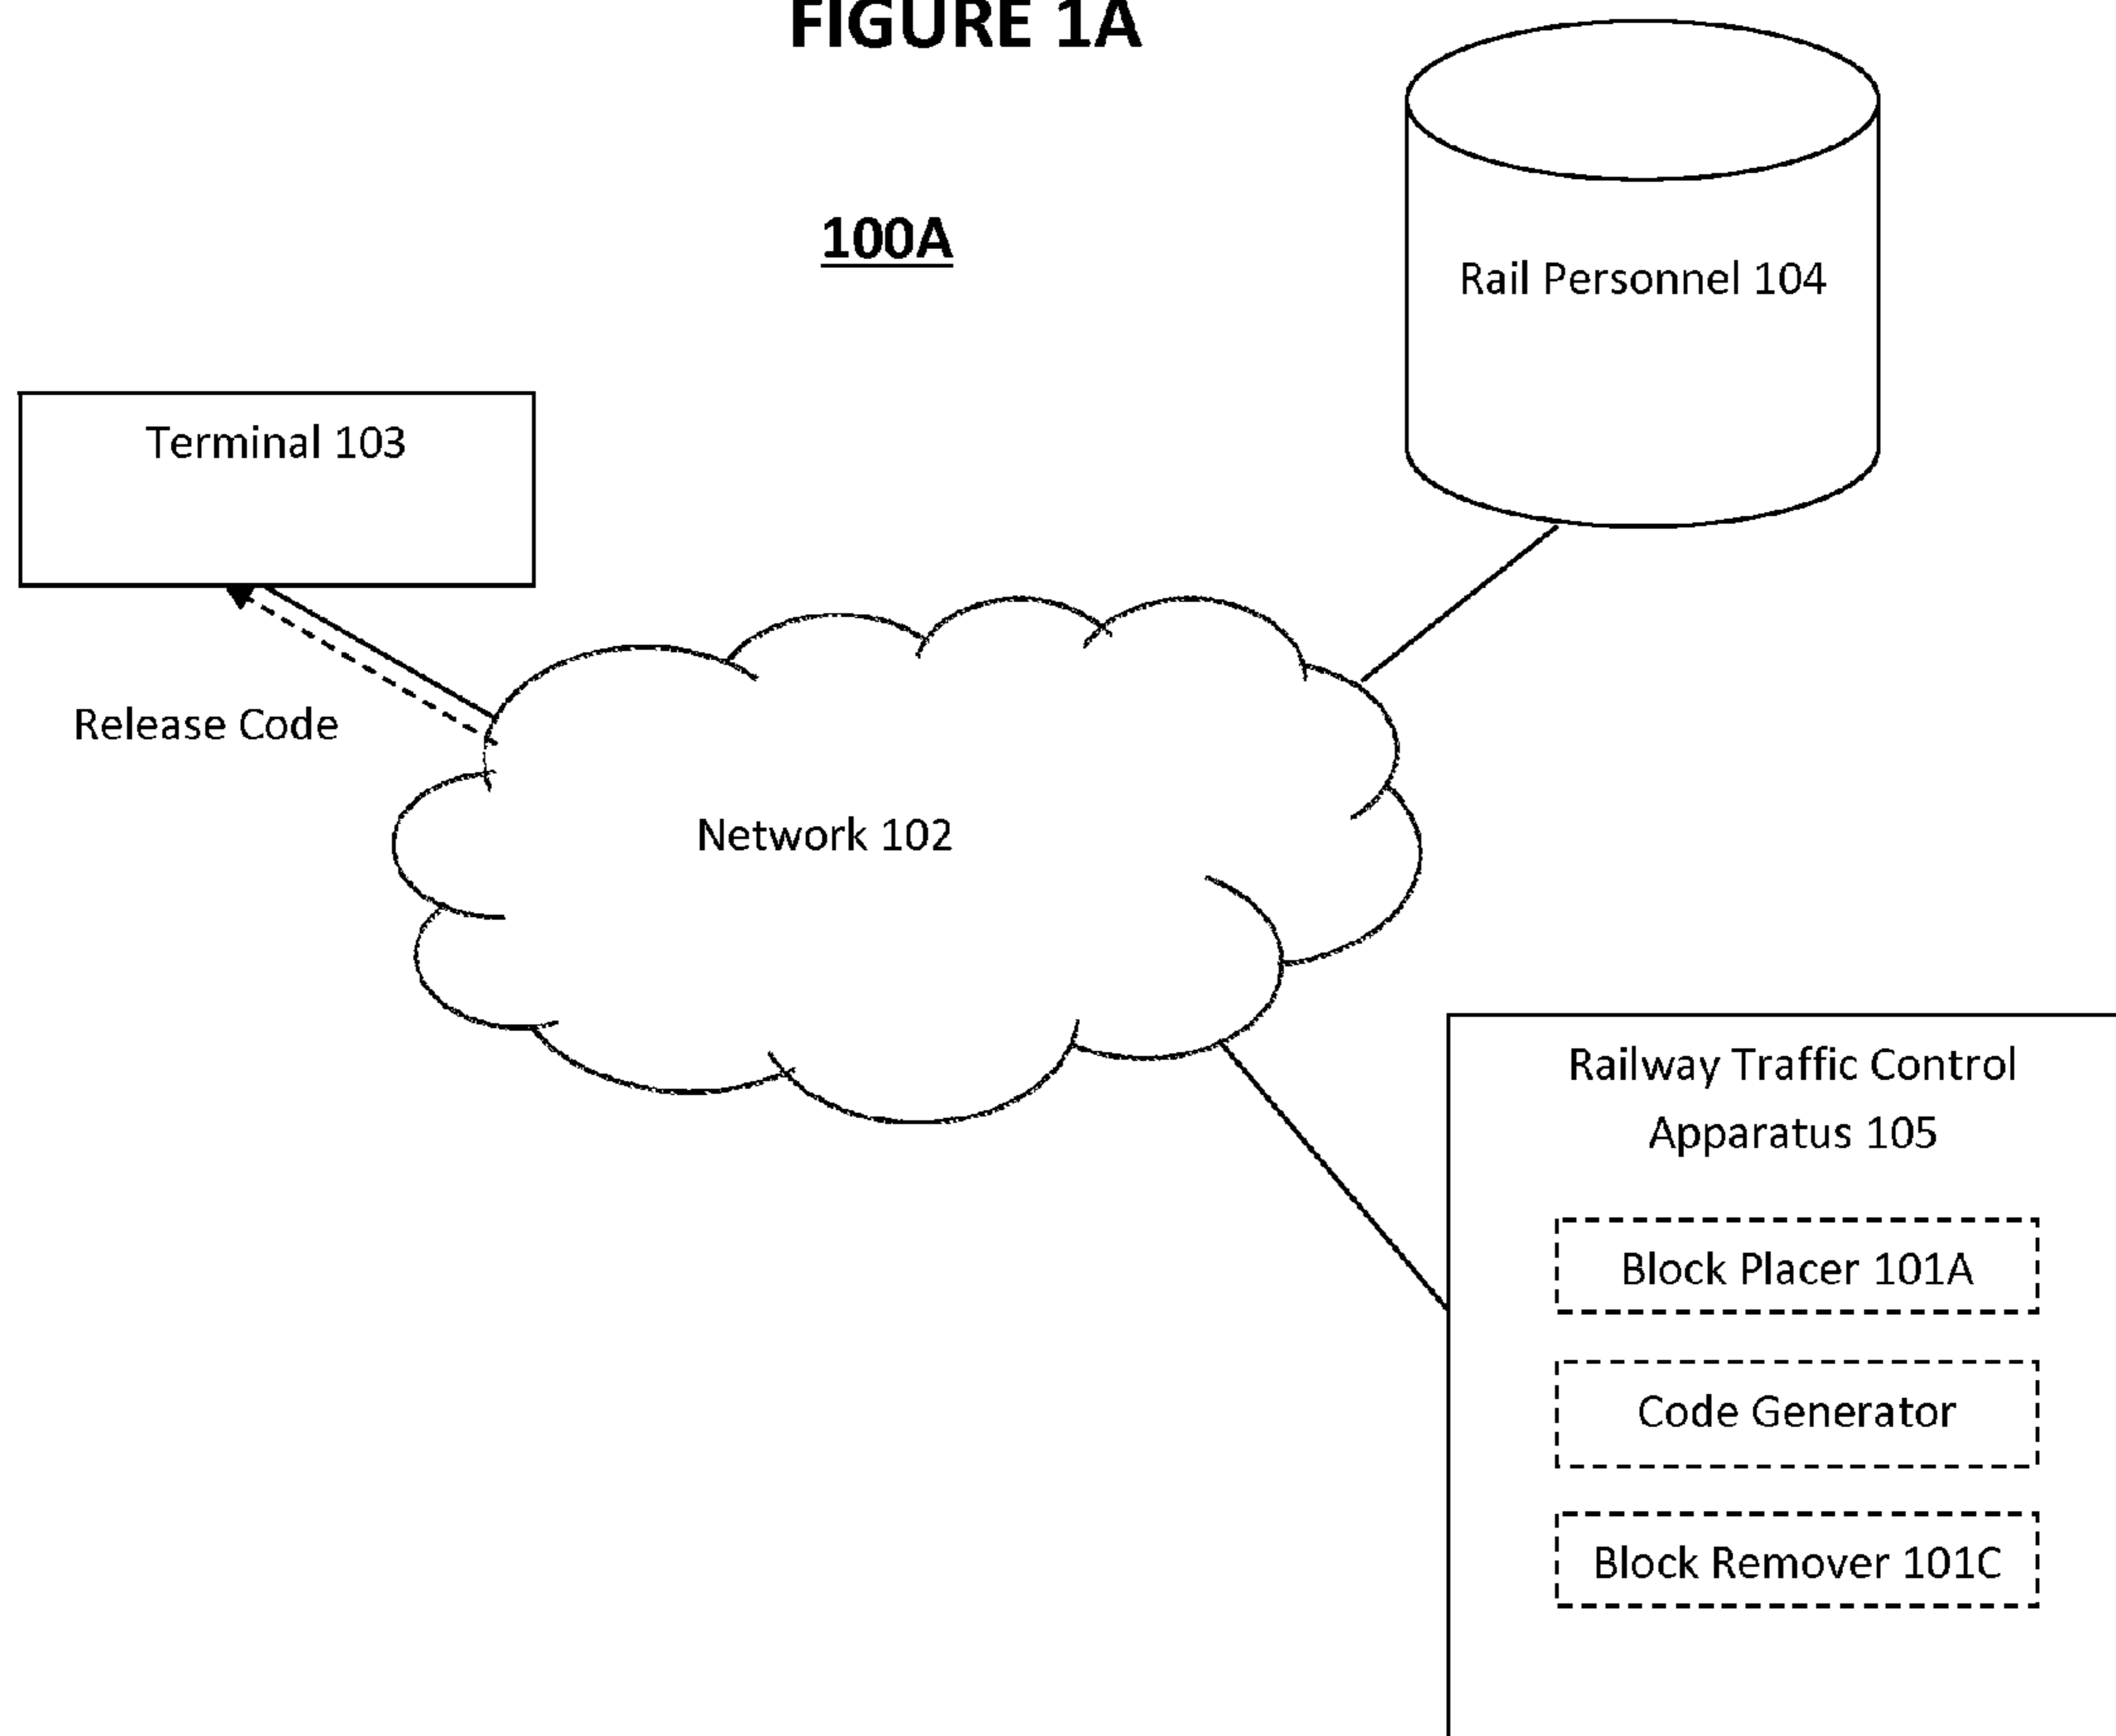 FIGURE 1A
100A
Rail Personnel 104
Terminal 103
Release Code
Network 102
Railway Traffic Control
Apparatus 105
Block Placer 101A
Code Generator
Block Remover 101C